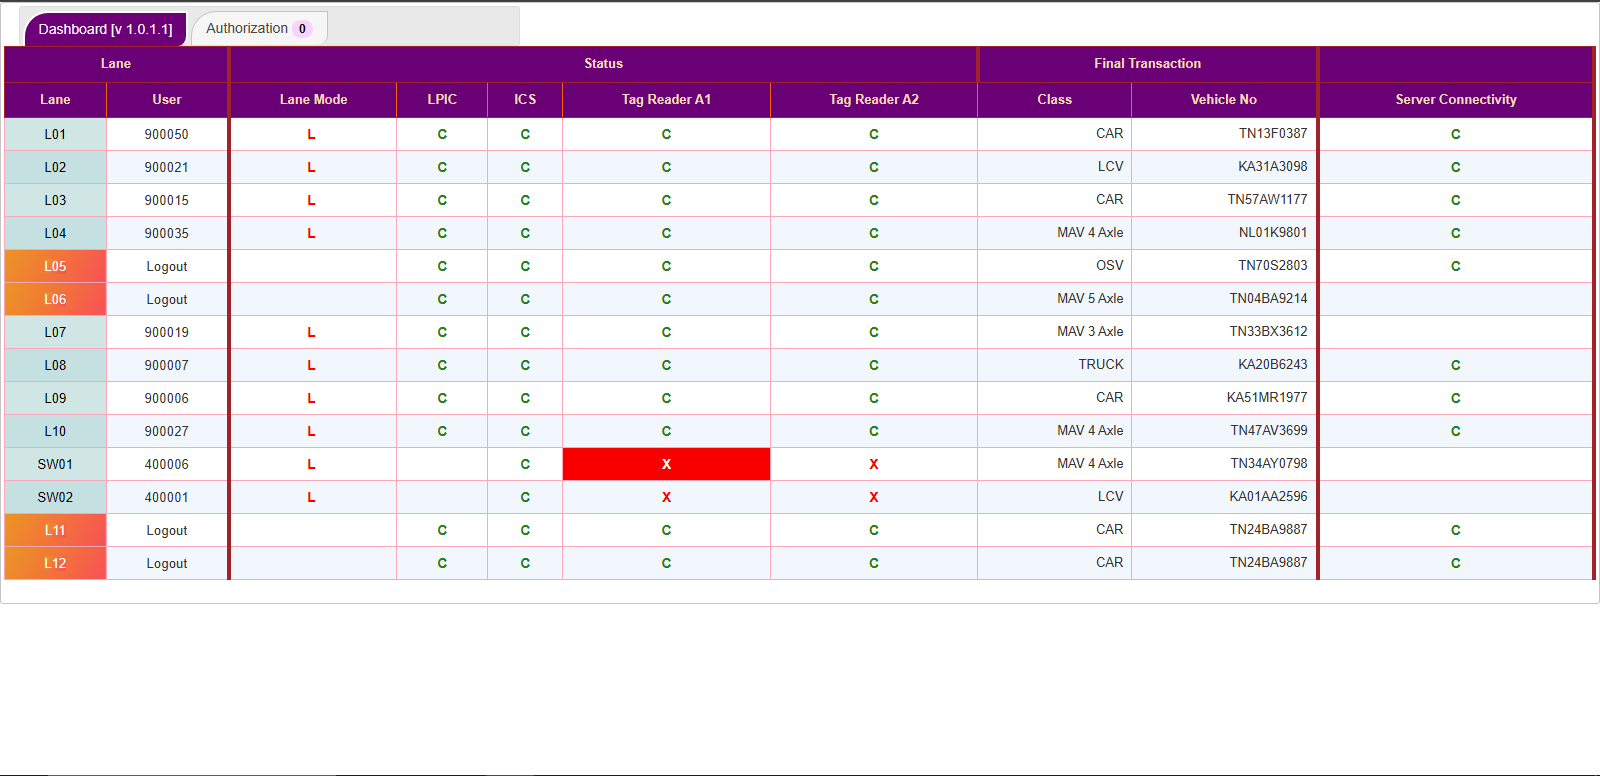 Dashboard [v 1.0.1.1] Authorization 0
Lane Status Final Transaction
Lane User Lane Mode LPIC ICS Tag Reader A1 Tag Reader A2 Class Vehicle No Server Connectivity
L01 900050 L C C C C CAR TN13F0387 C
L02 900021 L C C C C LCV KA31A3098 C
L03 900015 L C C C C CAR TN57AW1177 C
L04 900035 L C C C C MAV 4 Axle NL01K9801 C
L05 Logout C C C C OSV TN70S2803 C
L06 Logout C C C C MAV 5 Axle TN04BA9214
L07 900019 L C C C C MAV 3 Axle TN33BX3612
L08 900007 L C C C C TRUCK KA20B6243 C
L09 900006 L C C C C CAR KA51MR1977 C
L10 900027 L C C C C MAV 4 Axle TN47AV3699 C
SW01 400006 L C X X MAV 4 Axle TN34AY0798
SW02 400001 L C X X LCV KA01AA2596
L11 Logout C C C C CAR TN24BA9887 C
L12 Logout C C C C CAR TN24BA9887 C